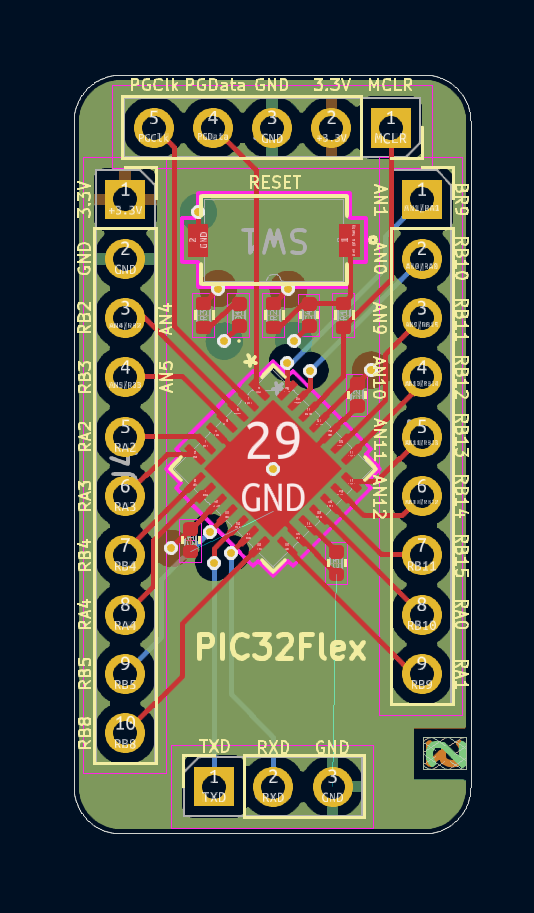 PGClk PGData GND 3.3V MCLR
5 4 3 2 1
PGClk PGData GND +3.3V MCLR
RESET
3.3V
1
+3.3V
GND
TMS
1
AN1
BR9
GND
2
GND
AN0
2
RB10
RB2
3
AN4
AN9
3
RB11
RB3
4
AN5
AN10
4
RB12
RA2
5
RA2
29
GND
AN11
5
RB13
RA3
6
RA3
AN12
6
RB14
RB4
7
RB4
7
RB11
RB15
RA4
8
RA4
8
RB10
RA0
PIC32Flex
RB5
9
RB5
9
RB9
RA1
RB8
10
RB8
TXD RXD GND
1 2 3
TXD RXD GND